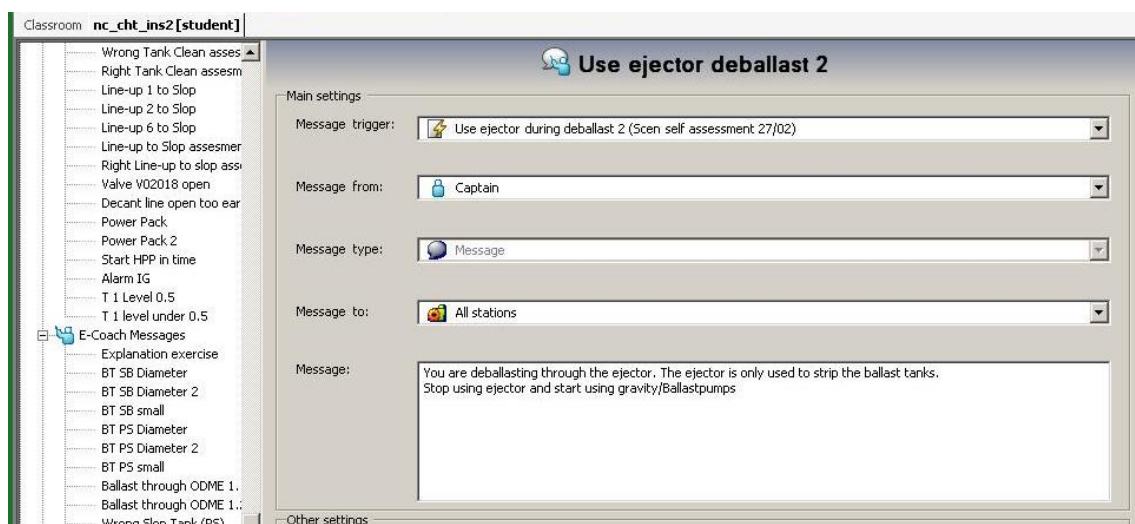 Classroom nc_cht_ins2 [student]
Wrong Tank Clean asses
Right Tank Clean assesm
Line-up 1 to Slop
Line-up 2 to Slop
Line-up 6 to Slop
Line-up to Slop assesmer
Right Line-up to slop ass
Valve V02018 open
Decant line open too ear
Power Pack
Power Pack 2
Start HPP in time
Alarm IG
T 1 Level 0.5
T 1 level under 0.5
E-Coach Messages
Explanation exercise
BT SB Diameter
BT SB Diameter 2
BT SB small
BT PS Diameter
BT PS Diameter 2
BT PS small
Ballast through ODME 1.
Ballast through ODME 1.
Wrong Slop Tank (PS)
Use ejector deballast 2
Main settings
Message trigger: Use ejector during deballast 2 (Scen self assessment 27/02)
Message from: Captain
Message type: Message
Message to: All stations
Message: You are deballasting through the ejector. The ejector is only used to strip the ballast tanks.
Stop using ejector and start using gravity/Ballastpumps
Other settings